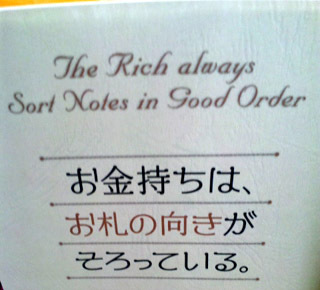 The Rich always
Sort Notes in Good Order
お金持ちは、
お札の向きが
そろっている。